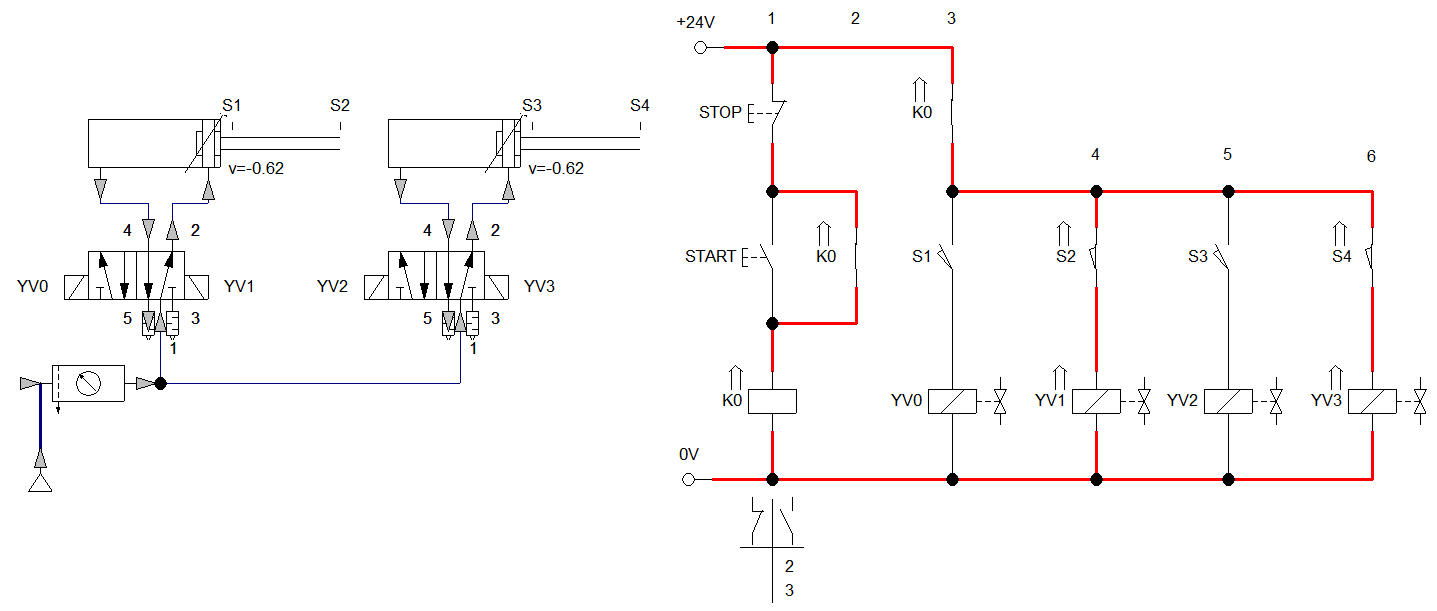 +24V 1 2 3
S1 S2 S3 S4
STOP K0
v=-0.62 v=-0.62
4 5 6
4 2 4 2
START K0 S1 S2 S3 S4
YV0 YV1 YV2 YV3
5 3 5 3
1 1
K0 YV0 YV1 YV2 YV3
0V
2
3